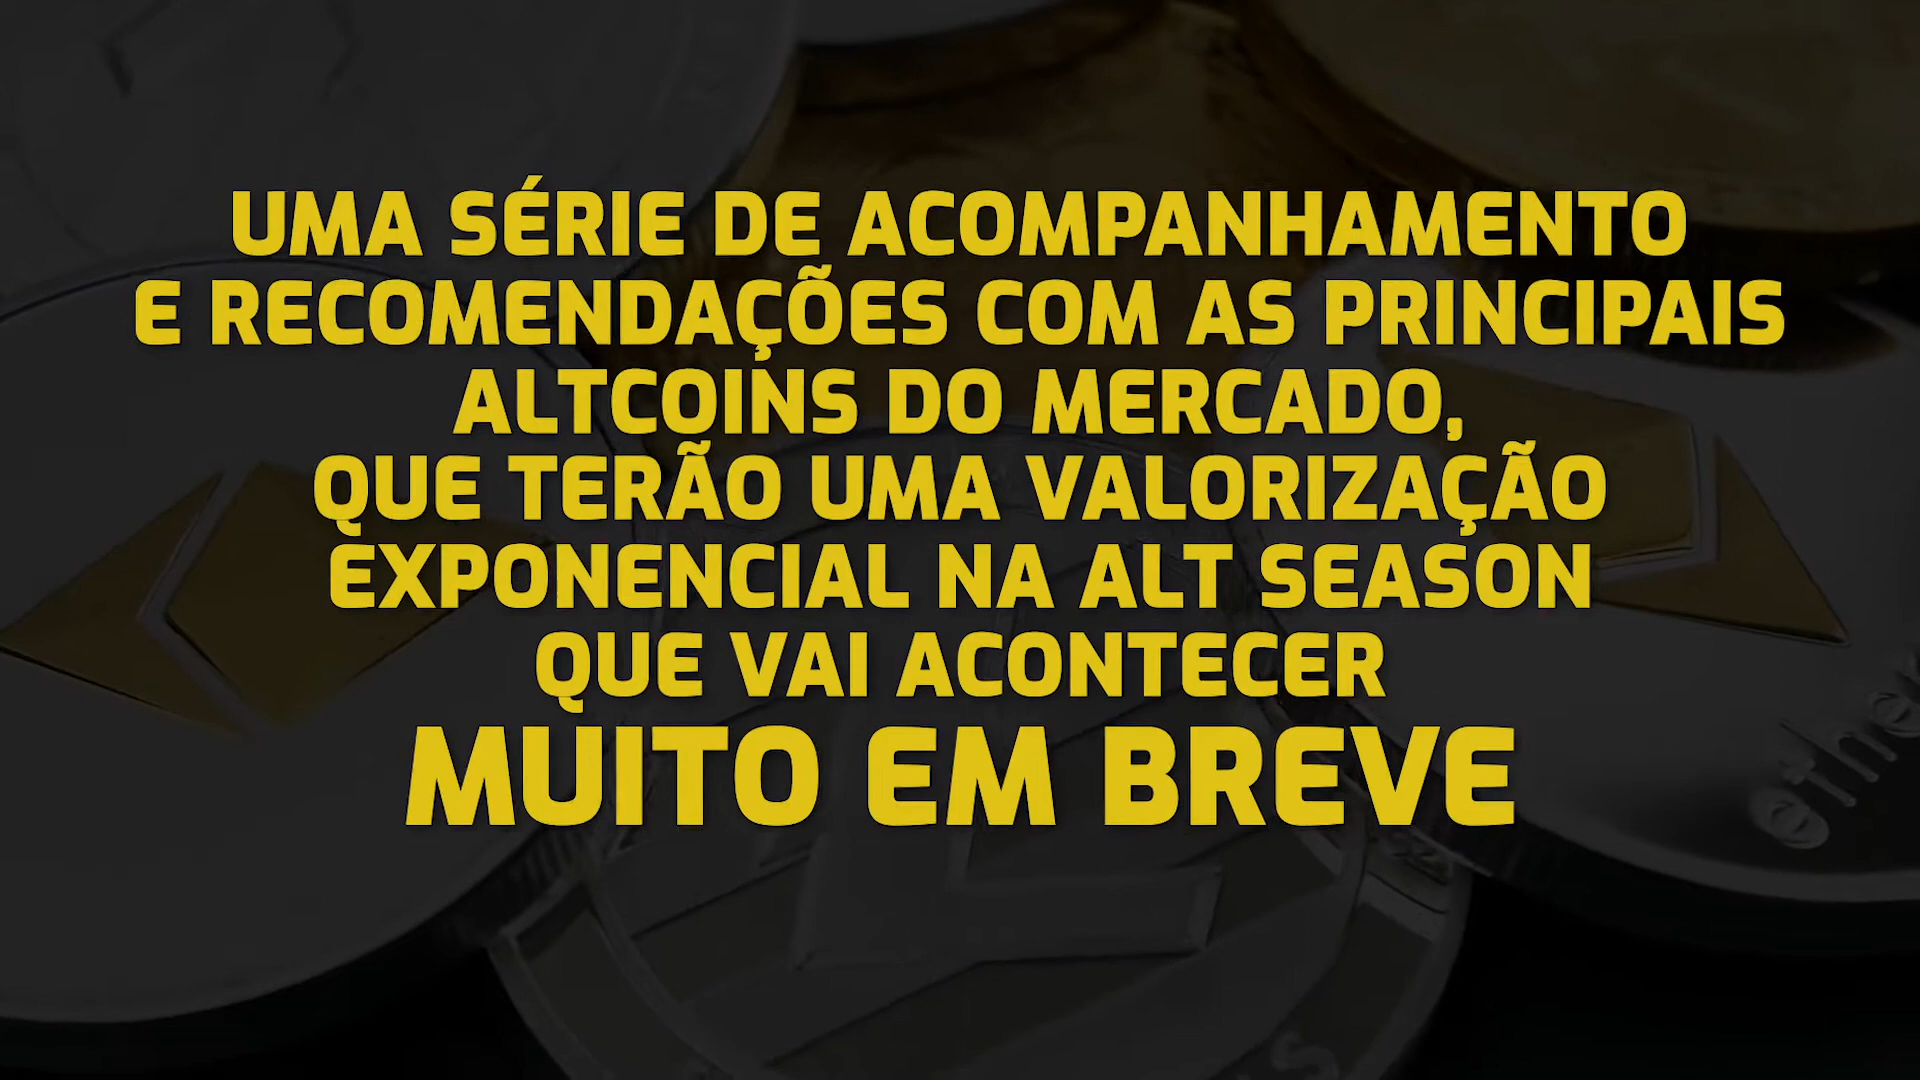 UMA SÉRIE DE ACOMPANHAMENTO
E RECOMENDAÇÕES COM AS PRINCIPAIS
ALTCOINS DO MERCADO,
QUE TERÃO UMA VALORIZAÇÃO
EXPONENCIAL NA ALT SEASON
QUE VAI ACONTECER
MUITO EM BREVE